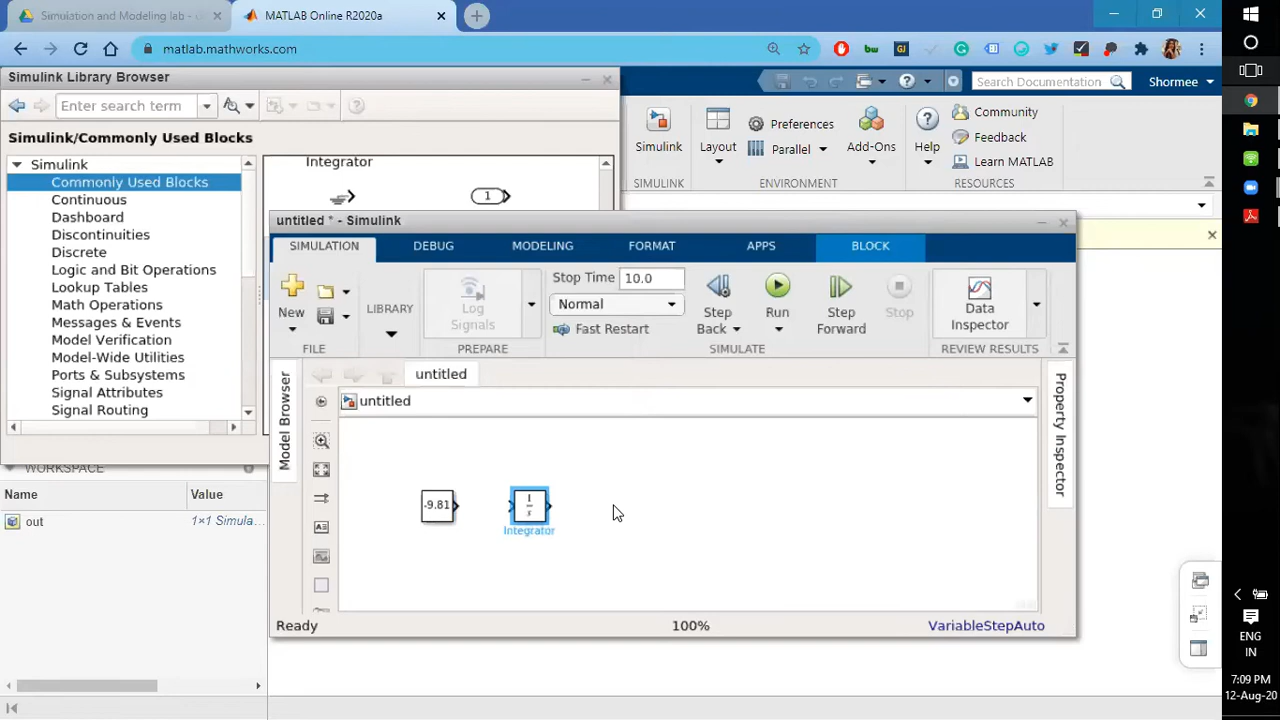 Simulation and Modeling lab -
MATLAB Online R2020a
matlab.mathworks.com
Simulink Library Browser
Enter search term
Simulink/Commonly Used Blocks
Simulink
Commonly Used Blocks
Continuous
Dashboard
Discontinuities
Discrete
Logic and Bit Operations
Lookup Tables
Math Operations
Messages & Events
Model Verification
Model-Wide Utilities
Ports & Subsystems
Signal Attributes
Signal Routing
Integrator
1
Search Documentation
Shormee
Simulink
Layout
Preferences
Parallel
Add-Ons
Help
Community
Feedback
Learn MATLAB
SIMULINK
ENVIRONMENT
RESOURCES
untitled * - Simulink
SIMULATION
DEBUG
MODELING
FORMAT
APPS
BLOCK
New
FILE
LIBRARY
Log
Signals
PREPARE
Stop Time 10.0
Normal
Fast Restart
Step
Back
Run
Step
Forward
Stop
SIMULATE
Data
Inspector
REVIEW RESULTS
Model Browser
untitled
untitled
Property Inspector
-9.81
1
s
Integrator
Ready
100%
VariableStepAuto
WORKSPACE
Name
Value
out
1×1 Simula...
ENG
IN
7:09 PM
12-Aug-20